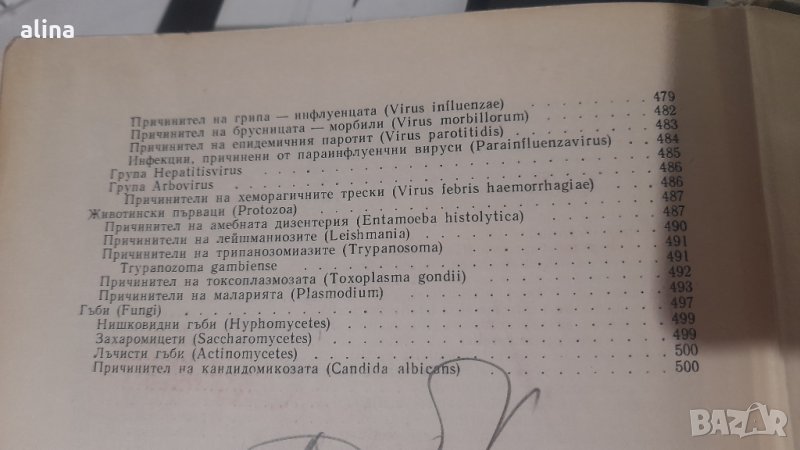 alina
Причинител на грипа — инфлуенцата (Virus influenzae) . . . . . . . 479
Причинител на брусницата — морбили (Virus morbillorum) . . . . . . 482
Причинител на епидемичния паротит (Virus parotitidis) . . . . . . . 483
Инфекции, причинени от параинфлуенчни вируси (Parainfluenzavirus) . . 484
Група Hepatitisvirus . . . . . . . 485
Група Arbovirus . . . . . . . 486
Причинители на хеморагичните трески (Virus febris haemorrhagiae) . . . 486
Животински първаци (Protozoa) . . . . . . . 487
Причинител на амебната дизентерия (Entamoeba histolytica) . . . . . 487
Причинители на лейшманиозите (Leishmania) . . . . . . . 490
Причинители на трипанозомиазите (Trypanosoma) . . . . . . . 491
Trypanozoma gambiense . . . . . . . 491
Причинител на токсоплазмозата (Toxoplasma gondii) . . . . . . . 492
Причинители на маларията (Plasmodium) . . . . . . . 493
Гъби (Fungi) . . . . . . . 497
Нишковидни гъби (Hyphomycetes) . . . . . . . 499
Захаромицети (Saccharomycetes) . . . . . . . 499
Лъчисти гъби (Actinomycetes) . . . . . . . 500
Причинител на кандидомикозата (Candida albicans) . . . . . . . 500
BAZAR